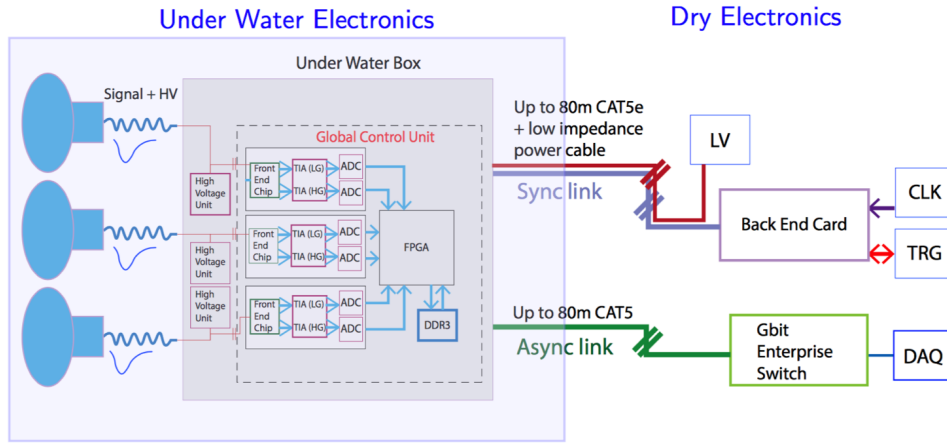 Under Water Electronics
Dry Electronics
Under Water Box
Signal + HV
Global Control Unit
High
Voltage
Unit
Front
End
Chip
TIA (LG)
TIA (HG)
ADC
ADC
High
Voltage
Unit
Front
End
Chip
TIA (LG)
TIA (HG)
ADC
ADC
FPGA
High
Voltage
Unit
Front
End
Chip
TIA (LG)
TIA (HG)
ADC
ADC
DDR3
Up to 80m CAT5e
+ low impedance
power cable
Sync link
LV
Back End Card
CLK
TRG
Up to 80m CAT5
Async link
Gbit
Enterprise
Switch
DAQ